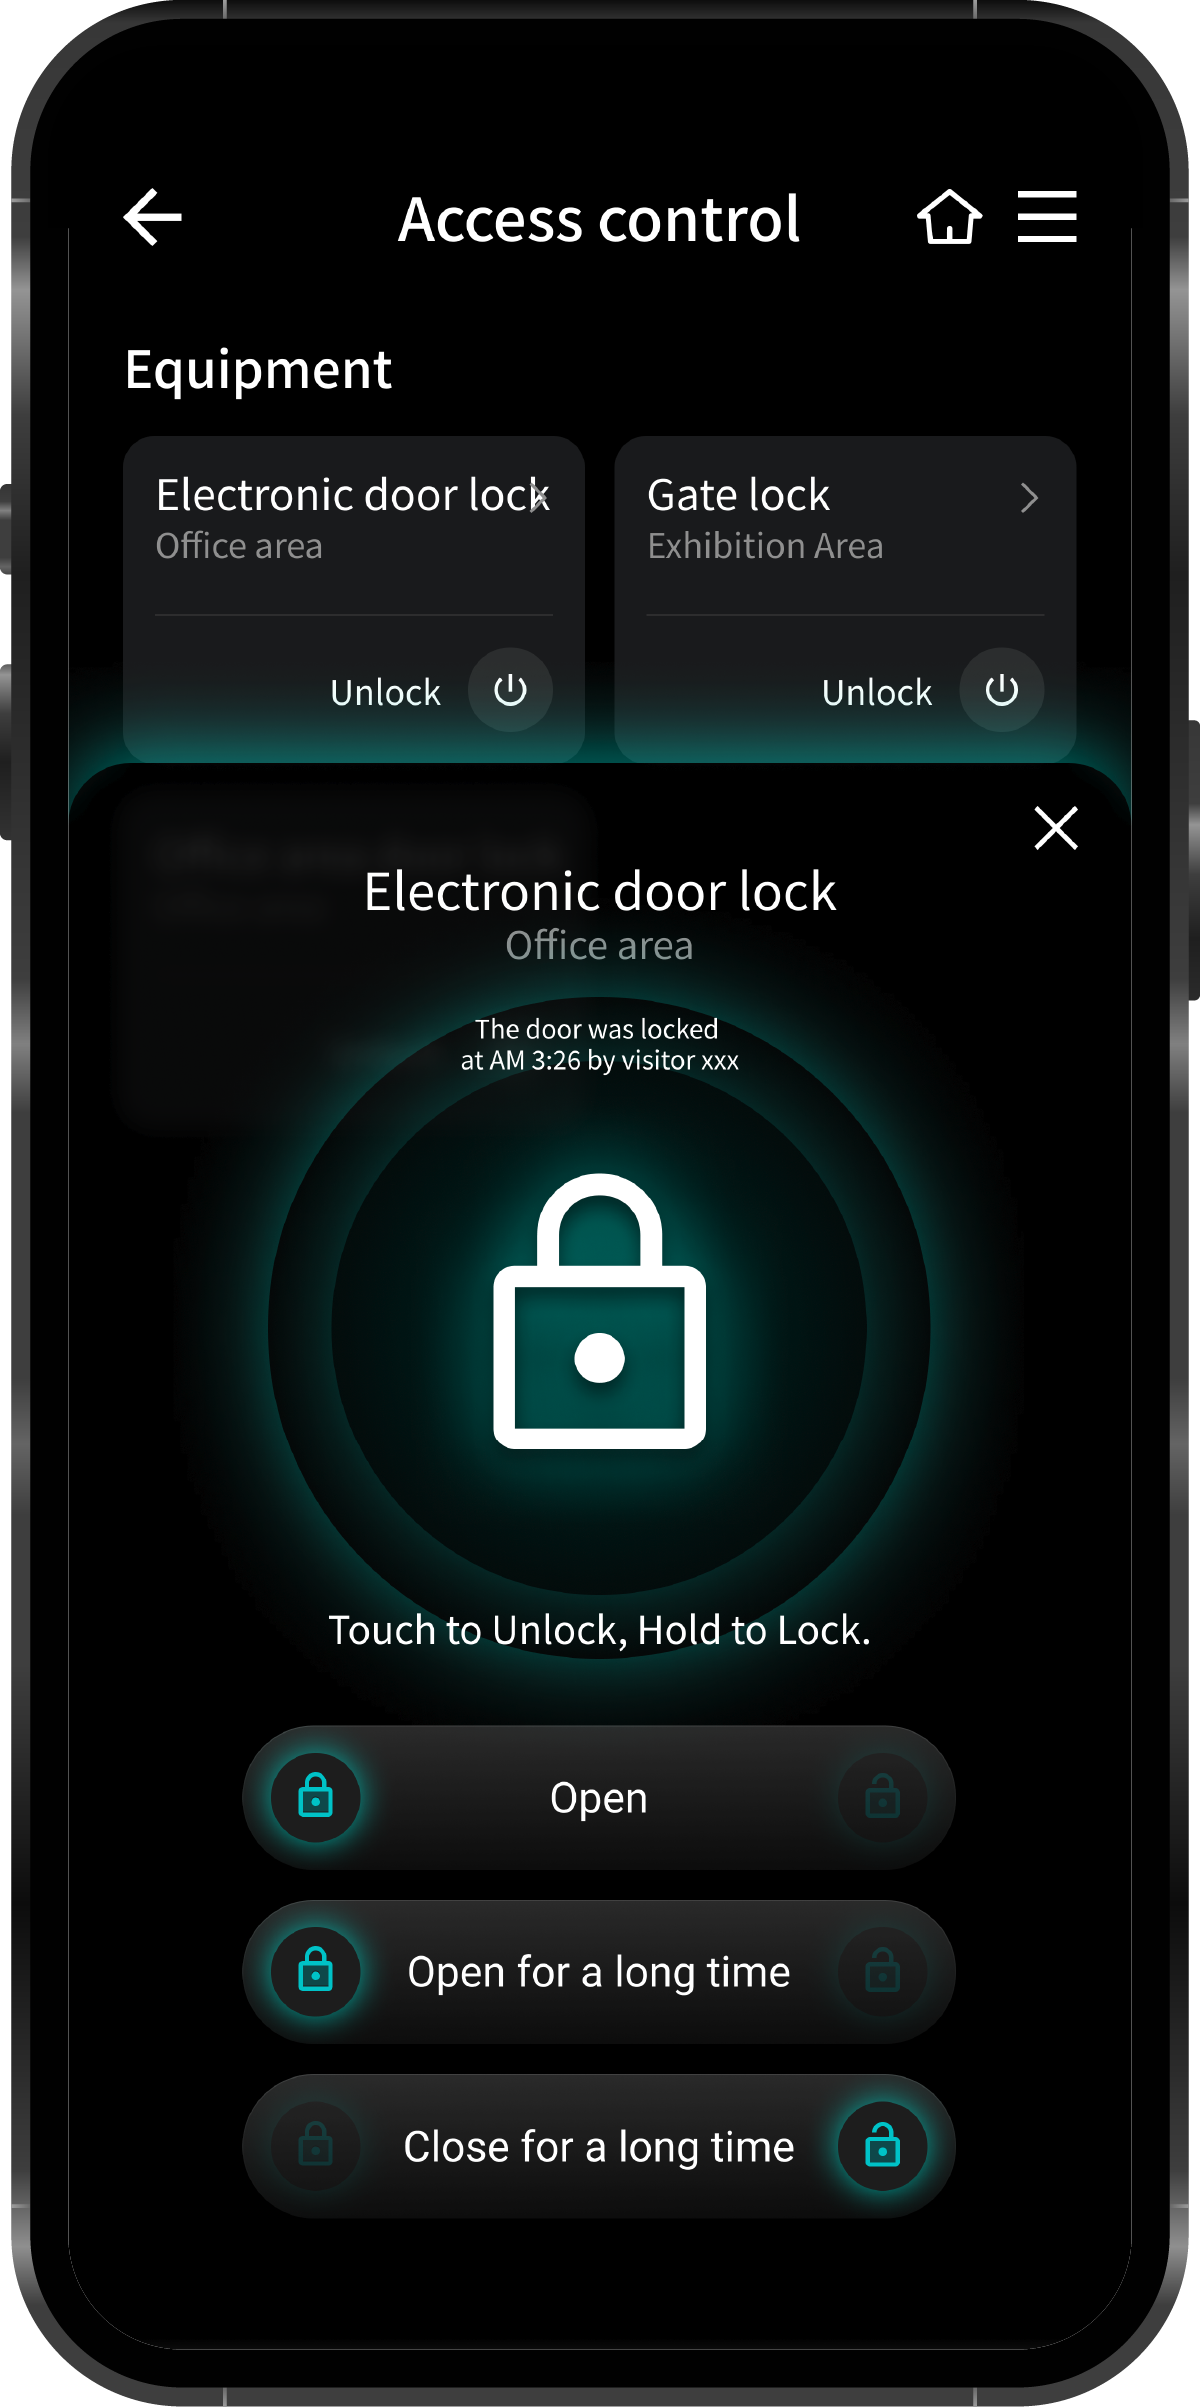 Access control
Equipment
Electronic door lock
Office area
Unlock
Gate lock
Exhibition Area
Unlock
Electronic door lock
Office area
The door was locked
at AM 3:26 by visitor xxx
Touch to Unlock, Hold to Lock.
Open
Open for a long time
Close for a long time